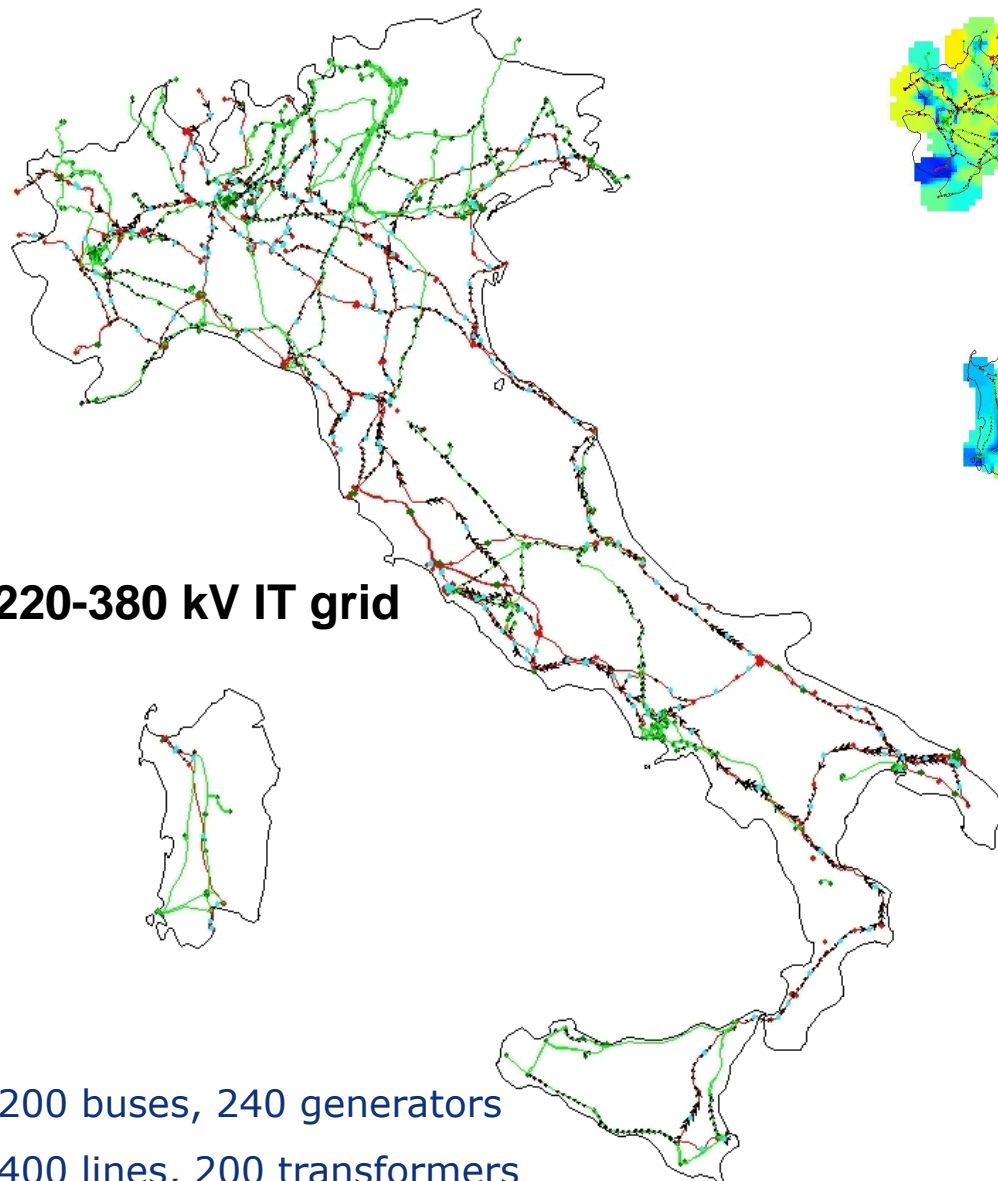 220-380 kV IT grid
200 buses, 240 generators
400 lines, 200 transformers